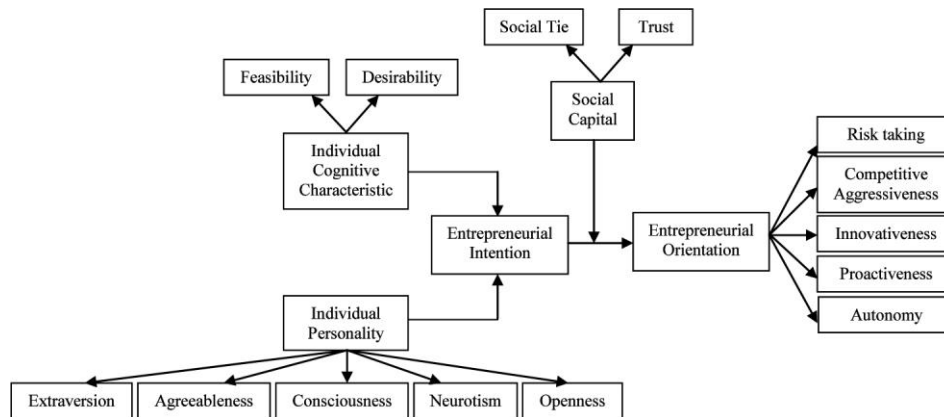 Social Tie
Trust
Feasibility
Desirability
Social
Capital
Individual
Cognitive
Characteristic
Risk taking
Competitive
Aggressiveness
Entrepreneurial
Intention
Entrepreneurial
Orientation
Innovativeness
Proactiveness
Autonomy
Individual
Personality
Extraversion
Agreeableness
Consciousness
Neurotism
Openness